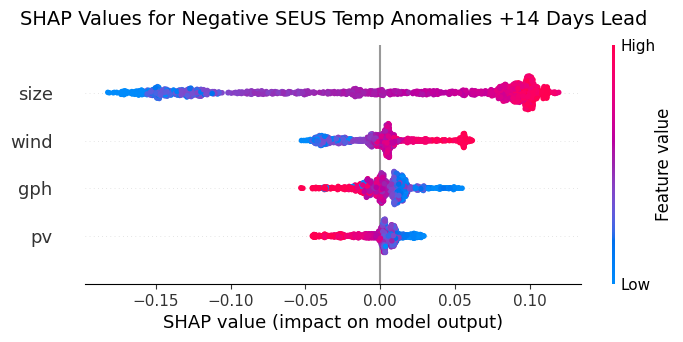 SHAP Values for Negative SEUS Temp Anomalies +14 Days Lead
High
size
wind
gph
pv
Feature value
Low
−0.15 −0.10 −0.05 0.00 0.05 0.10
SHAP value (impact on model output)